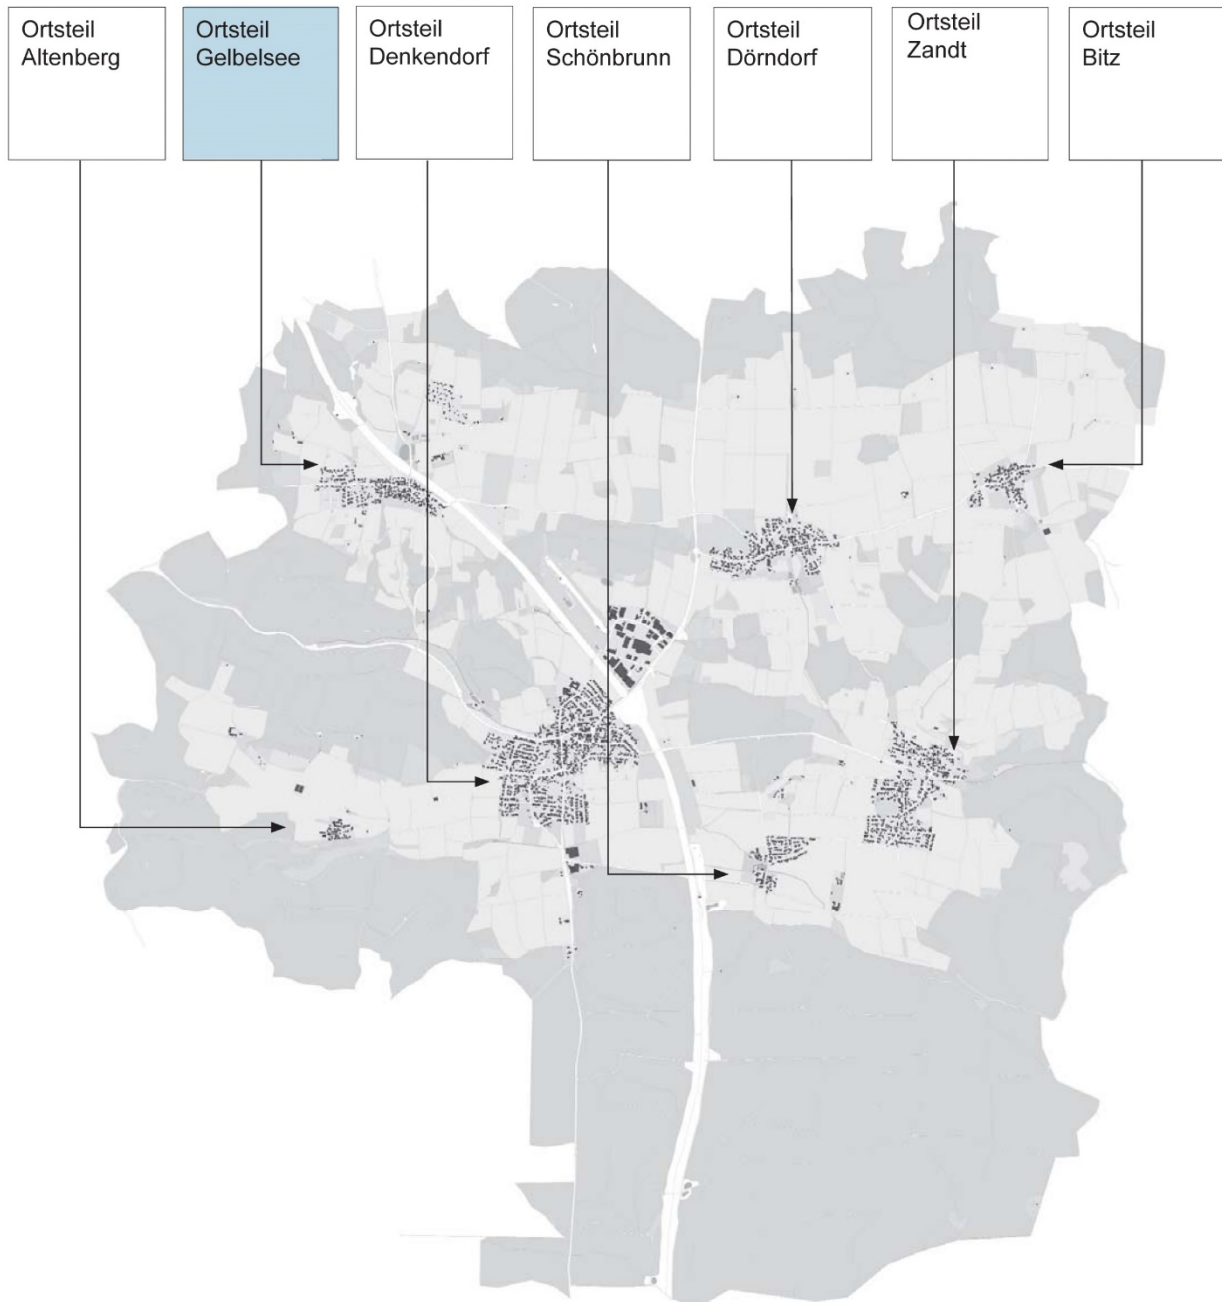 Ortsteil
Altenberg
Ortsteil
Gelbelsee
Ortsteil
Denkendorf
Ortsteil
Schönbrunn
Ortsteil
Dörndorf
Ortsteil
Zandt
Ortsteil
Bitz